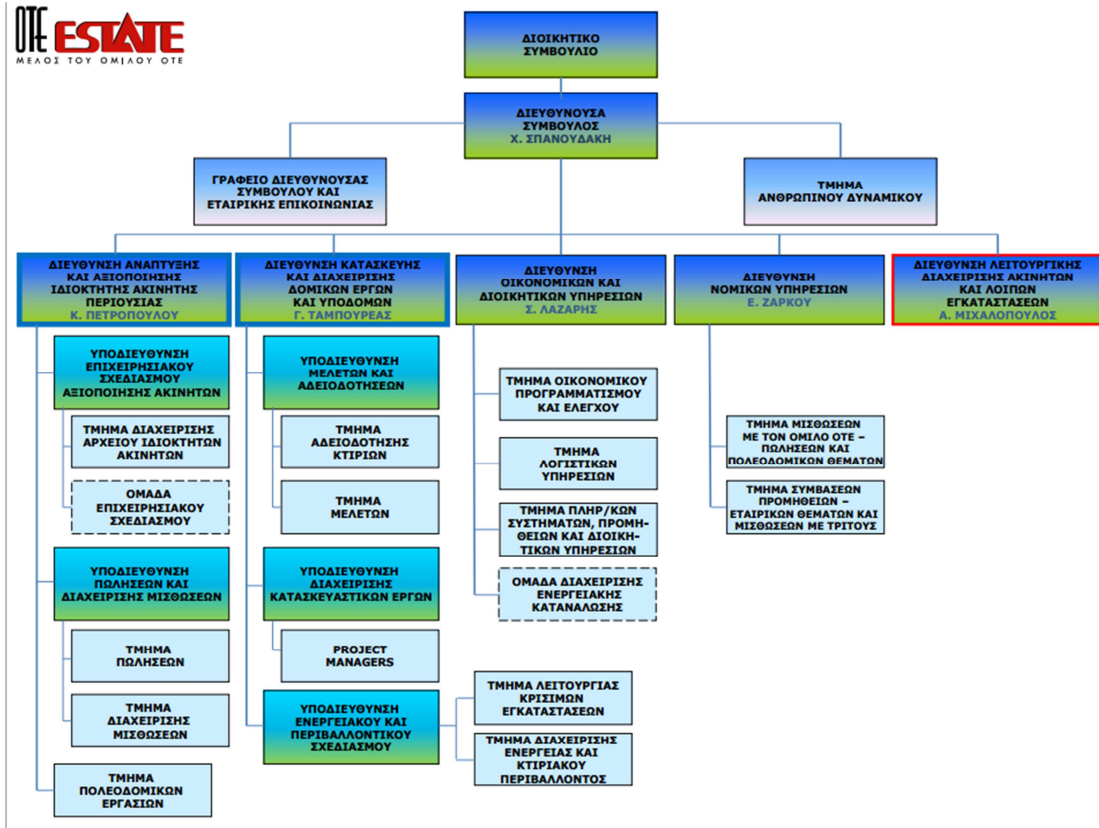 ΟΤΕ ESTATE
ΜΕΛΟΣ ΤΟΥ ΟΜΙΛΟΥ ΟΤΕ
ΔΙΟΙΚΗΤΙΚΟ
ΣΥΜΒΟΥΛΙΟ
ΔΙΕΥΘΥΝΟΥΣΑ
ΣΥΜΒΟΥΛΟΣ
Χ. ΣΠΑΝΟΥΔΑΚΗ
ΓΡΑΦΕΙΟ ΔΙΕΥΘΥΝΟΥΣΑΣ
ΣΥΜΒΟΥΛΟΥ ΚΑΙ
ΕΤΑΙΡΙΚΗΣ ΕΠΙΚΟΙΝΩΝΙΑΣ
ΤΜΗΜΑ
ΑΝΘΡΩΠΙΝΟΥ ΔΥΝΑΜΙΚΟΥ
ΔΙΕΥΘΥΝΣΗ ΑΝΑΠΤΥΞΗΣ
ΚΑΙ ΑΞΙΟΠΟΙΗΣΗΣ
ΙΔΙΟΚΤΗΤΗΣ ΑΚΙΝΗΤΗΣ
ΠΕΡΙΟΥΣΙΑΣ
Κ. ΠΕΤΡΟΠΟΥΛΟΥ
ΥΠΟΔΙΕΥΘΥΝΣΗ
ΕΠΙΧΕΙΡΗΣΙΑΚΟΥ
ΣΧΕΔΙΑΣΜΟΥ
ΑΞΙΟΠΟΙΗΣΗΣ ΑΚΙΝΗΤΩΝ
ΤΜΗΜΑ ΔΙΑΧΕΙΡΙΣΗΣ
ΑΡΧΕΙΟΥ ΙΔΙΟΚΤΗΤΩΝ
ΑΚΙΝΗΤΩΝ
ΟΜΑΔΑ
ΕΠΙΧΕΙΡΗΣΙΑΚΟΥ
ΣΧΕΔΙΑΣΜΟΥ
ΥΠΟΔΙΕΥΘΥΝΣΗ
ΠΩΛΗΣΕΩΝ ΚΑΙ
ΔΙΑΧΕΙΡΙΣΗΣ ΜΙΣΘΩΣΕΩΝ
ΤΜΗΜΑ
ΠΩΛΗΣΕΩΝ
ΤΜΗΜΑ
ΔΙΑΧΕΙΡΙΣΗΣ
ΜΙΣΘΩΣΕΩΝ
ΤΜΗΜΑ
ΠΟΛΕΟΔΟΜΙΚΩΝ
ΕΡΓΑΣΙΩΝ
ΔΙΕΥΘΥΝΣΗ ΚΑΤΑΣΚΕΥΗΣ
ΚΑΙ ΔΙΑΧΕΙΡΙΣΗΣ
ΔΟΜΙΚΩΝ ΕΡΓΩΝ
ΚΑΙ ΥΠΟΔΟΜΩΝ
Γ. ΤΑΜΠΟΥΡΕΑΣ
ΥΠΟΔΙΕΥΘΥΝΣΗ
ΜΕΛΕΤΩΝ ΚΑΙ
ΑΔΕΙΟΔΟΤΗΣΕΩΝ
ΤΜΗΜΑ
ΑΔΕΙΟΔΟΤΗΣΗΣ
ΚΤΙΡΙΩΝ
ΤΜΗΜΑ
ΜΕΛΕΤΩΝ
ΥΠΟΔΙΕΥΘΥΝΣΗ
ΔΙΑΧΕΙΡΙΣΗΣ
ΚΑΤΑΣΚΕΥΑΣΤΙΚΩΝ ΕΡΓΩΝ
PROJECT
MANAGERS
ΥΠΟΔΙΕΥΘΥΝΣΗ
ΕΝΕΡΓΕΙΑΚΟΥ ΚΑΙ
ΠΕΡΙΒΑΛΛΟΝΤΙΚΟΥ
ΣΧΕΔΙΑΣΜΟΥ
ΤΜΗΜΑ ΛΕΙΤΟΥΡΓΙΑΣ
ΚΡΙΣΙΜΩΝ
ΕΓΚΑΤΑΣΤΑΣΕΩΝ
ΤΜΗΜΑ ΔΙΑΧΕΙΡΙΣΗΣ
ΕΝΕΡΓΕΙΑΣ ΚΑΙ
ΚΤΙΡΙΑΚΟΥ
ΠΕΡΙΒΑΛΛΟΝΤΟΣ
ΔΙΕΥΘΥΝΣΗ
ΟΙΚΟΝΟΜΙΚΩΝ ΚΑΙ
ΔΙΟΙΚΗΤΙΚΩΝ ΥΠΗΡΕΣΙΩΝ
Σ. ΛΑΖΑΡΗΣ
ΤΜΗΜΑ ΟΙΚΟΝΟΜΙΚΟΥ
ΠΡΟΓΡΑΜΜΑΤΙΣΜΟΥ
ΚΑΙ ΕΛΕΓΧΟΥ
ΤΜΗΜΑ
ΛΟΓΙΣΤΙΚΩΝ
ΥΠΗΡΕΣΙΩΝ
ΤΜΗΜΑ ΠΛΗΡ/ΚΩΝ
ΣΥΣΤΗΜΑΤΩΝ, ΠΡΟΜΗ-
ΘΕΙΩΝ ΚΑΙ ΔΙΟΙΚΗ-
ΤΙΚΩΝ ΥΠΗΡΕΣΙΩΝ
ΟΜΑΔΑ ΔΙΑΧΕΙΡΙΣΗΣ
ΕΝΕΡΓΕΙΑΚΗΣ
ΚΑΤΑΝΑΛΩΣΗΣ
ΔΙΕΥΘΥΝΣΗ
ΝΟΜΙΚΩΝ ΥΠΗΡΕΣΙΩΝ
Ε. ΖΑΡΚΟΥ
ΤΜΗΜΑ ΜΙΣΘΩΣΕΩΝ
ΜΕ ΤΟΝ ΟΜΙΛΟ ΟΤΕ –
ΠΩΛΗΣΕΩΝ ΚΑΙ
ΠΟΛΕΟΔΟΜΙΚΩΝ ΘΕΜΑΤΩΝ
ΤΜΗΜΑ ΣΥΜΒΑΣΕΩΝ
ΠΡΟΜΗΘΕΙΩΝ –
ΕΤΑΙΡΙΚΩΝ ΘΕΜΑΤΩΝ ΚΑΙ
ΜΙΣΘΩΣΕΩΝ ΜΕ ΤΡΙΤΟΥΣ
ΔΙΕΥΘΥΝΣΗ ΛΕΙΤΟΥΡΓΙΚΗΣ
ΔΙΑΧΕΙΡΙΣΗΣ ΑΚΙΝΗΤΩΝ
ΚΑΙ ΛΟΙΠΩΝ
ΕΓΚΑΤΑΣΤΑΣΕΩΝ
Α. ΜΙΧΑΛΟΠΟΥΛΟΣ